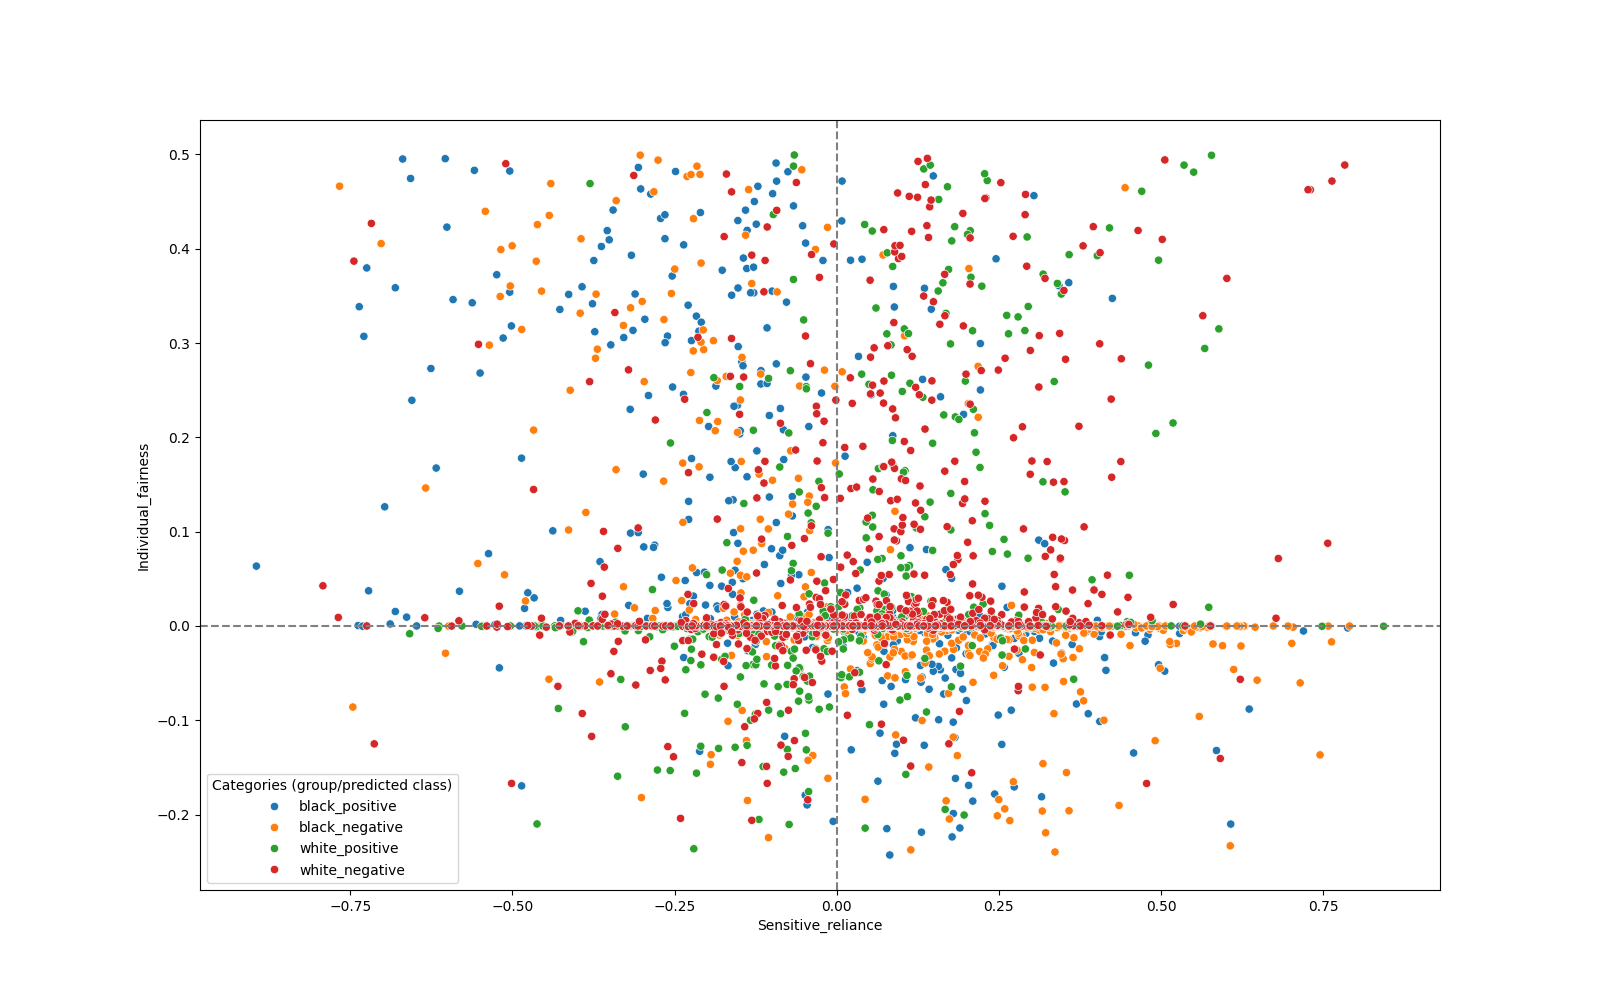 0.5
0.4
0.3
0.2
0.1
0.0
−0.1
−0.2
Individual_fairness
Categories (group/predicted class)
black_positive
black_negative
white_positive
white_negative
−0.75
−0.50
−0.25
0.00
0.25
0.50
0.75
Sensitive_reliance